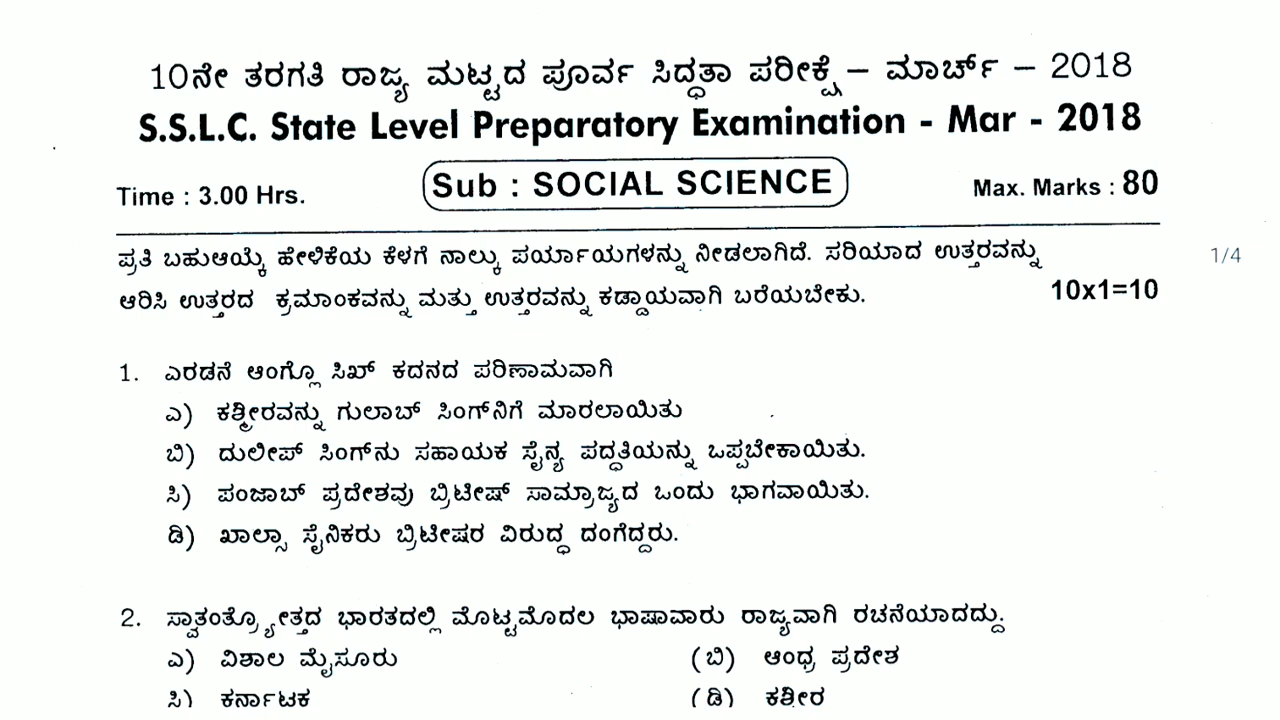 10ನೇ ತರಗತಿ ರಾಜ್ಯ ಮಟ್ಟದ ಪೂರ್ವ ಸಿದ್ಧತಾ ಪರೀಕ್ಷೆ – ಮಾರ್ಚ್ – 2018
S.S.L.C. State Level Preparatory Examination - Mar - 2018
Time : 3.00 Hrs. Sub : SOCIAL SCIENCE Max. Marks : 80
ಪ್ರತಿ ಬಹುಆಯ್ಕೆ ಹೇಳಿಕೆಯ ಕೆಳಗೆ ನಾಲ್ಕು ಪರ್ಯಾಯಗಳನ್ನು ನೀಡಲಾಗಿದೆ. ಸರಿಯಾದ ಉತ್ತರವನ್ನು 1/4
ಆರಿಸಿ ಉತ್ತರದ ಕ್ರಮಾಂಕವನ್ನು ಮತ್ತು ಉತ್ತರವನ್ನು ಕಡ್ಡಾಯವಾಗಿ ಬರೆಯಬೇಕು. 10x1=10
1. ಎರಡನೆ ಆಂಗ್ಲೊ ಸಿಖ್ ಕದನದ ಪರಿಣಾಮವಾಗಿ
ಎ) ಕಶ್ಮೀರವನ್ನು ಗುಲಾಬ್ ಸಿಂಗ್‌ನಿಗೆ ಮಾರಲಾಯಿತು
ಬಿ) ದುಲೀಪ್ ಸಿಂಗ್‌ನು ಸಹಾಯಕ ಸೈನ್ಯ ಪದ್ಧತಿಯನ್ನು ಒಪ್ಪಬೇಕಾಯಿತು.
ಸಿ) ಪಂಜಾಬ್ ಪ್ರದೇಶವು ಬ್ರಿಟೀಷ್ ಸಾಮ್ರಾಜ್ಯದ ಒಂದು ಭಾಗವಾಯಿತು.
ಡಿ) ಖಾಲ್ಸಾ ಸೈನಿಕರು ಬ್ರಿಟೀಷರ ವಿರುದ್ಧ ದಂಗೆದ್ದರು.
2. ಸ್ವಾತಂತ್ರ್ಯೋತ್ತದ ಭಾರತದಲ್ಲಿ ಮೊಟ್ಟಮೊದಲ ಭಾಷಾವಾರು ರಾಜ್ಯವಾಗಿ ರಚನೆಯಾದದ್ದು.
ಎ) ವಿಶಾಲ ಮೈಸೂರು (ಬಿ) ಆಂಧ್ರ ಪ್ರದೇಶ
ಸಿ) ಕರ್ನಾಟಕ (ಡಿ) ಕಶ್ಮೀರ